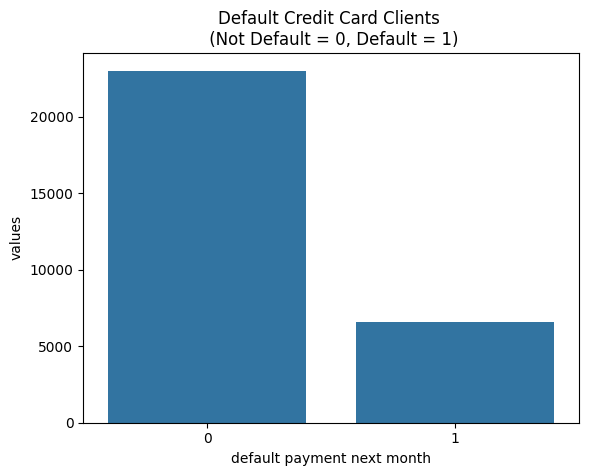 Default Credit Card Clients
(Not Default = 0, Default = 1)
values
20000
15000
10000
5000
0
0 1
default payment next month